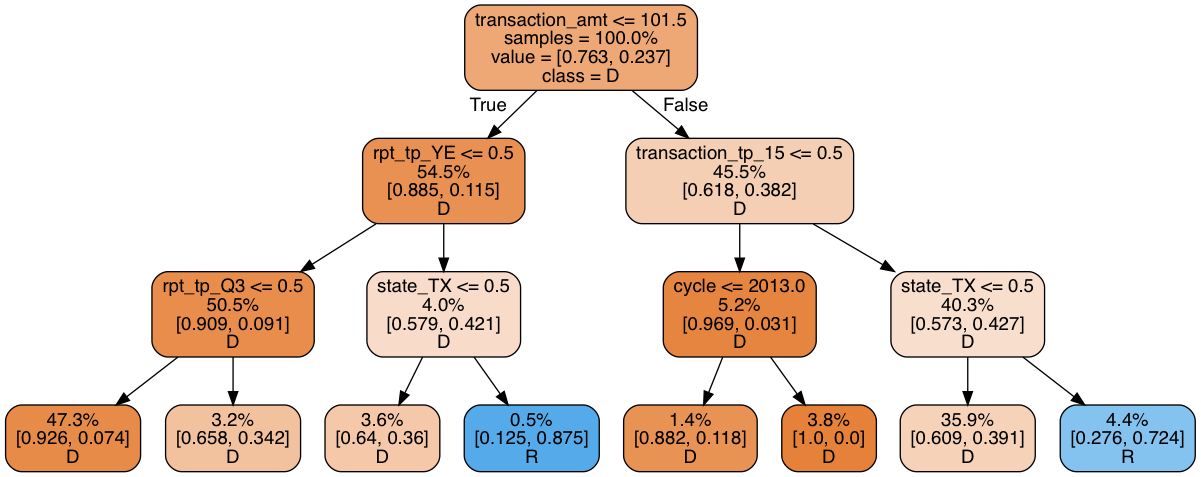 transaction_amt <= 101.5
samples = 100.0%
value = [0.763, 0.237]
class = D
True
False
rpt_tp_YE <= 0.5
54.5%
[0.885, 0.115]
D
transaction_tp_15 <= 0.5
45.5%
[0.618, 0.382]
D
rpt_tp_Q3 <= 0.5
50.5%
[0.909, 0.091]
D
state_TX <= 0.5
4.0%
[0.579, 0.421]
D
cycle <= 2013.0
5.2%
[0.969, 0.031]
D
state_TX <= 0.5
40.3%
[0.573, 0.427]
D
47.3%
[0.926, 0.074]
D
3.2%
[0.658, 0.342]
D
3.6%
[0.64, 0.36]
D
0.5%
[0.125, 0.875]
R
1.4%
[0.882, 0.118]
D
3.8%
[1.0, 0.0]
D
35.9%
[0.609, 0.391]
D
4.4%
[0.276, 0.724]
R